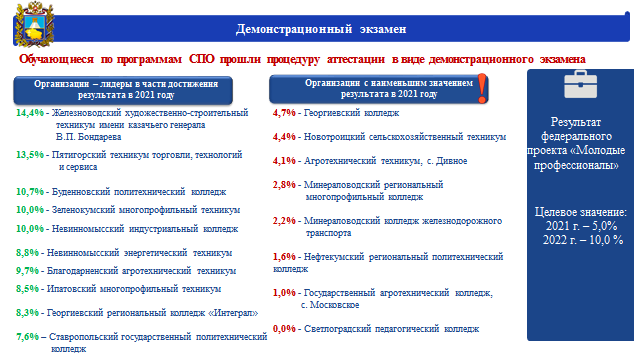 Демонстрационный экзамен
Обучающиеся по программам СПО прошли процедуру аттестации в виде демонстрационного экзамена
Организации – лидеры в части достижения
результата в 2021 году
14,4% - Железноводский художественно-строительный
техникум имени казачьего генерала
В.П. Бондарева
13,5% - Пятигорский техникум торговли, технологий
и сервиса
10,7% - Буденновский политехнический колледж
10,0% - Зеленокумский многопрофильный техникум
10,0% - Невинномысский индустриальный колледж
8,8% - Невинномысский энергетический техникум
9,7% - Благодарненский агротехнический техникум
8,5% - Ипатовский многопрофильный техникум
8,3% - Георгиевский региональный колледж «Интеграл»
7,6% – Ставропольский государственный политехнический
колледж
Организации с наименьшим значением
результата в 2021 году
!
4,7% - Георгиевский колледж
4,4% - Новотроицкий сельскохозяйственный техникум
4,1% - Агротехнический техникум, с. Дивное
2,8% - Минераловодский региональный
многопрофильный колледж
2,2% - Минераловодский колледж железнодорожного
транспорта
1,6% - Нефтекумский региональный политехнический
колледж
1,0% - Государственный агротехнический колледж,
с. Московское
0,0% - Светлоградский педагогический колледж
Результат
федерального
проекта «Молодые
профессионалы»
Целевое значение:
2021 г. – 5,0%
2022 г. – 10,0 %